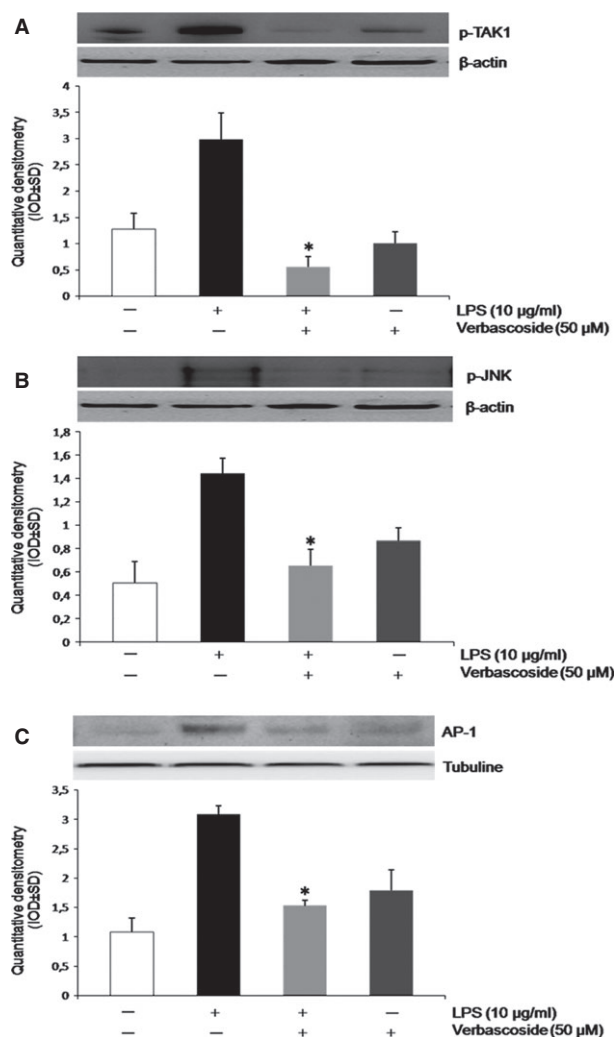 A
p-TAK1
β-actin
Quantitative densitometry
(IOD±SD)
4
3,5
3
2,5
2
1,5
1
0,5
0
*
– + + – LPS (10 µg/ml)
– – + + Verbascoside (50 µM)
B
p-JNK
β-actin
Quantitative densitometry
(IOD±SD)
1,8
1,6
1,4
1,2
1
0,8
0,6
0,4
0,2
0
*
– + + – LPS (10 µg/ml)
– – + + Verbascoside (50 µM)
C
AP-1
Tubuline
Quantitative densitometry
(IOD±SD)
3,5
3
2,5
2
1,5
1
0,5
0
*
– + + – LPS (10 µg/ml)
– – + + Verbascoside (50 µM)